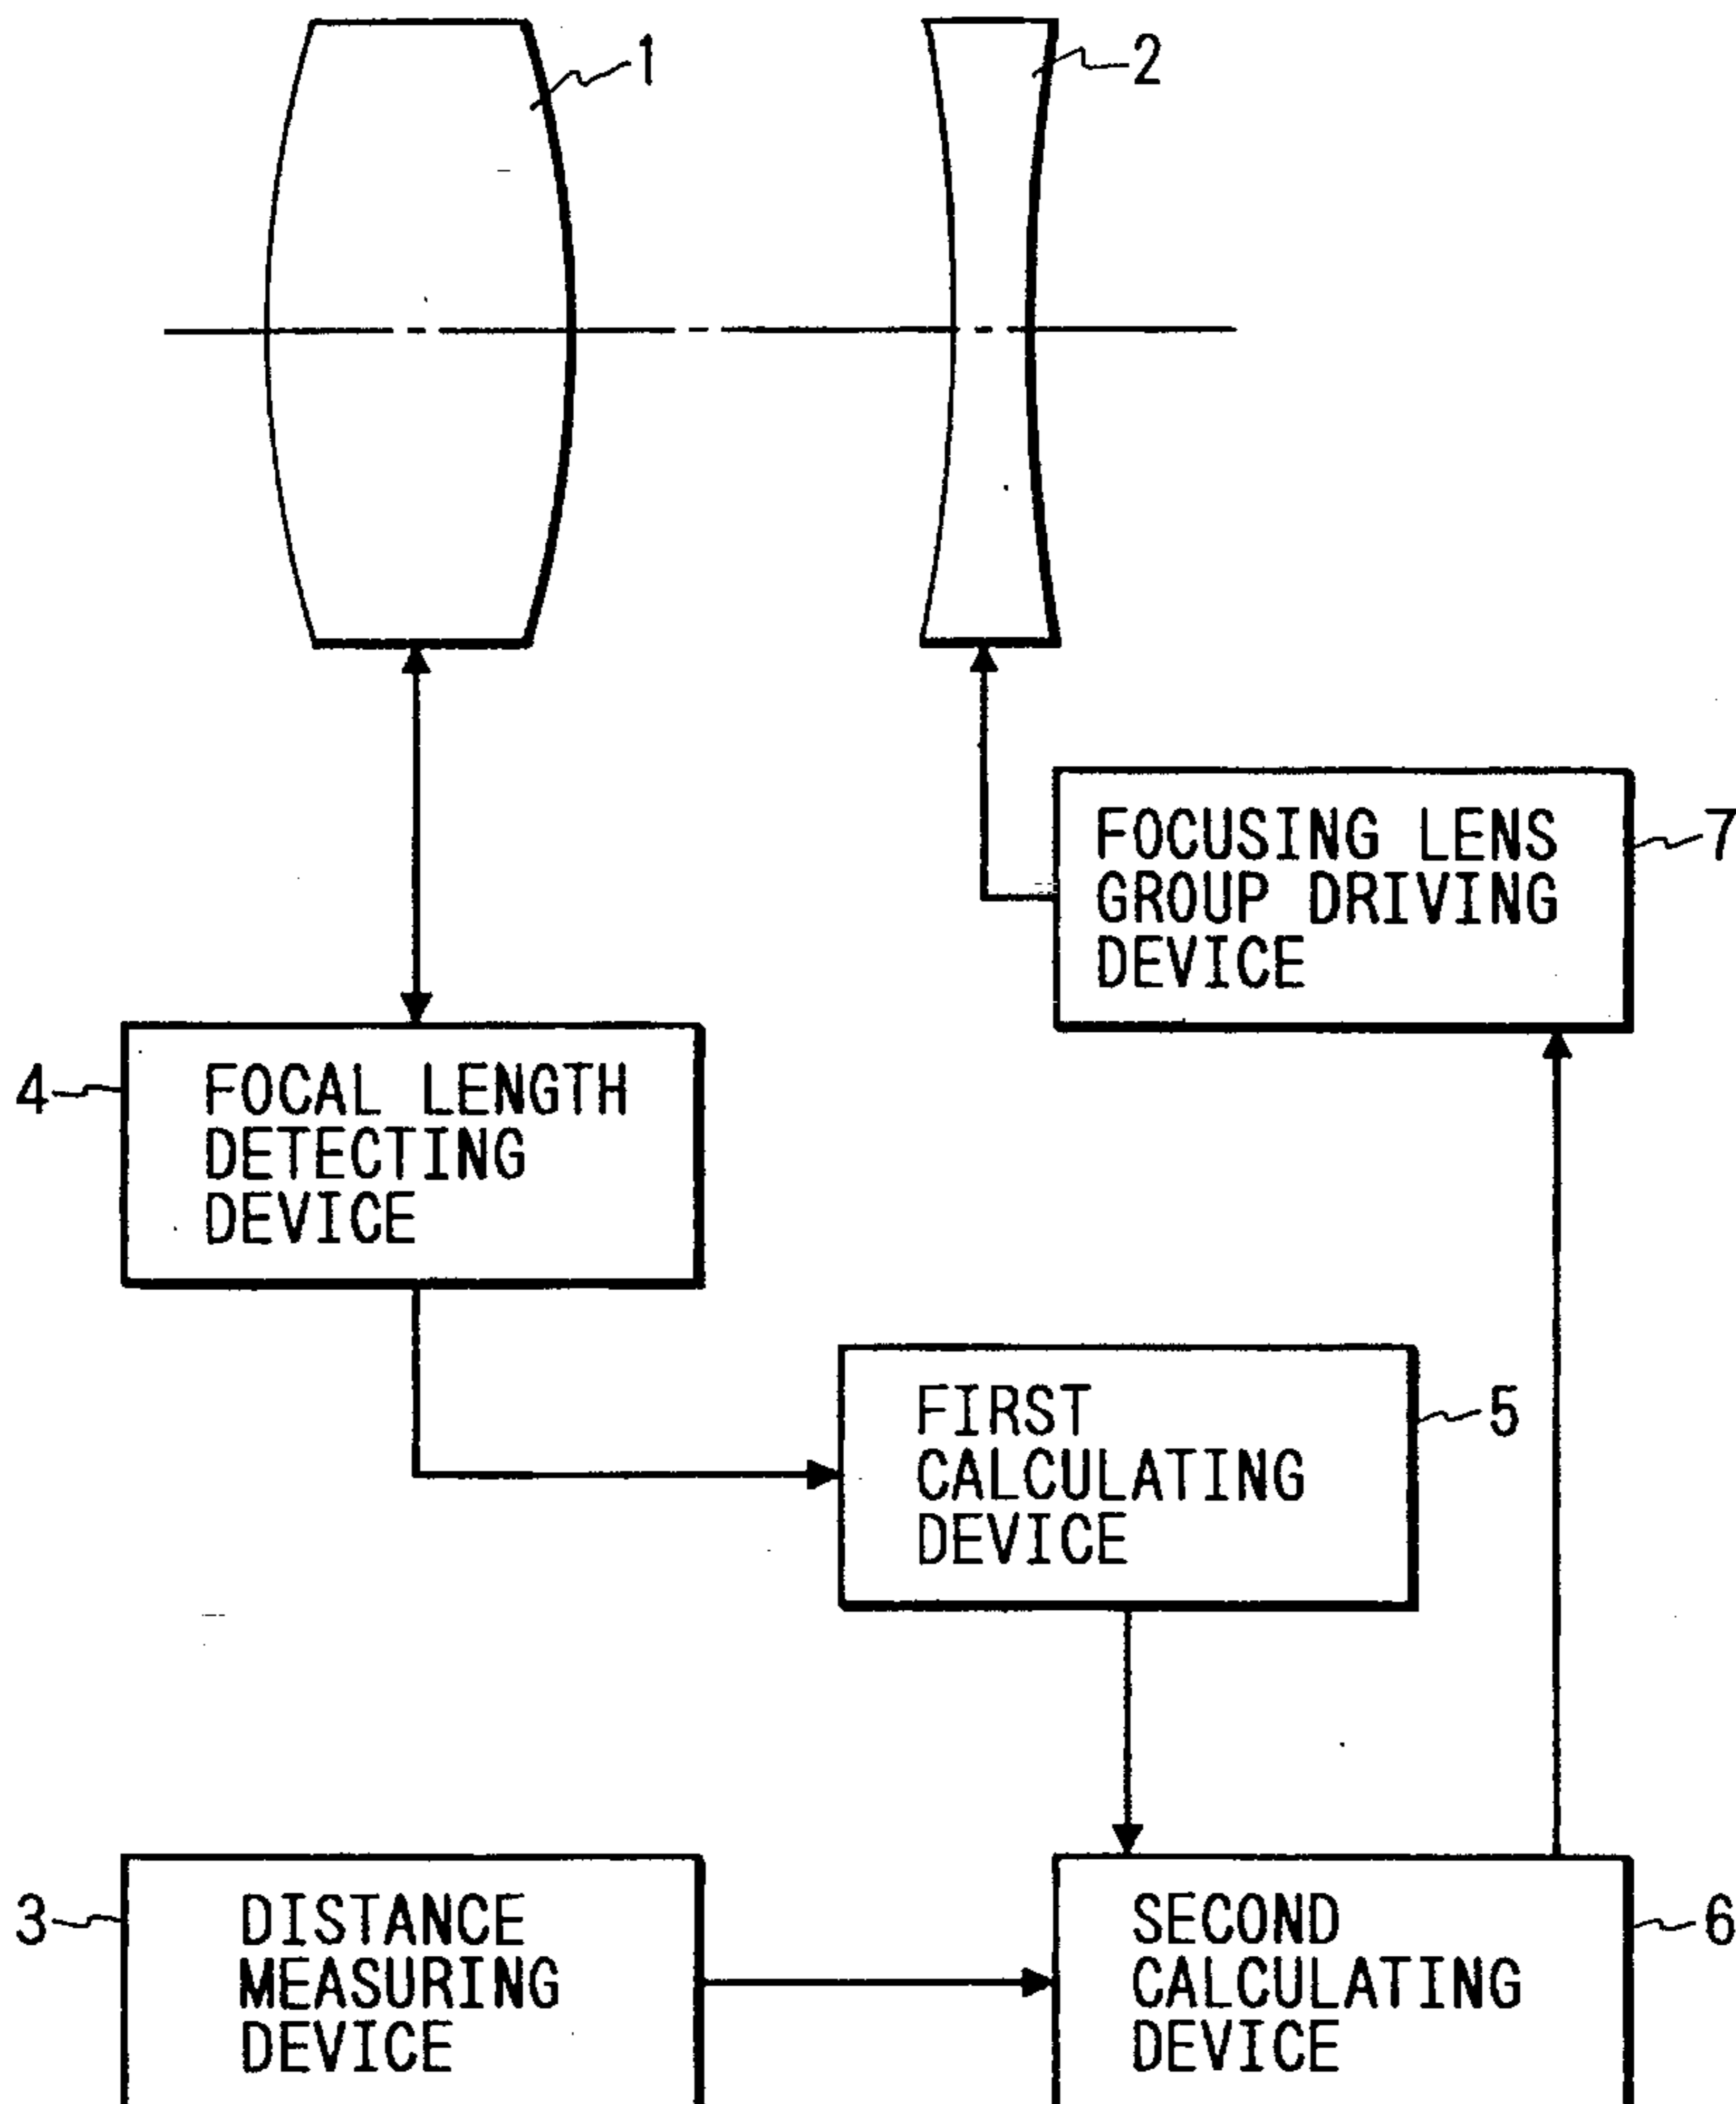 1
2
FOCUSING LENS
GROUP DRIVING
DEVICE
7
4
FOCAL LENGTH
DETECTING
DEVICE
FIRST
CALCULATING
DEVICE
5
3
DISTANCE
MEASURING
DEVICE
SECOND
CALCULATING
DEVICE
6